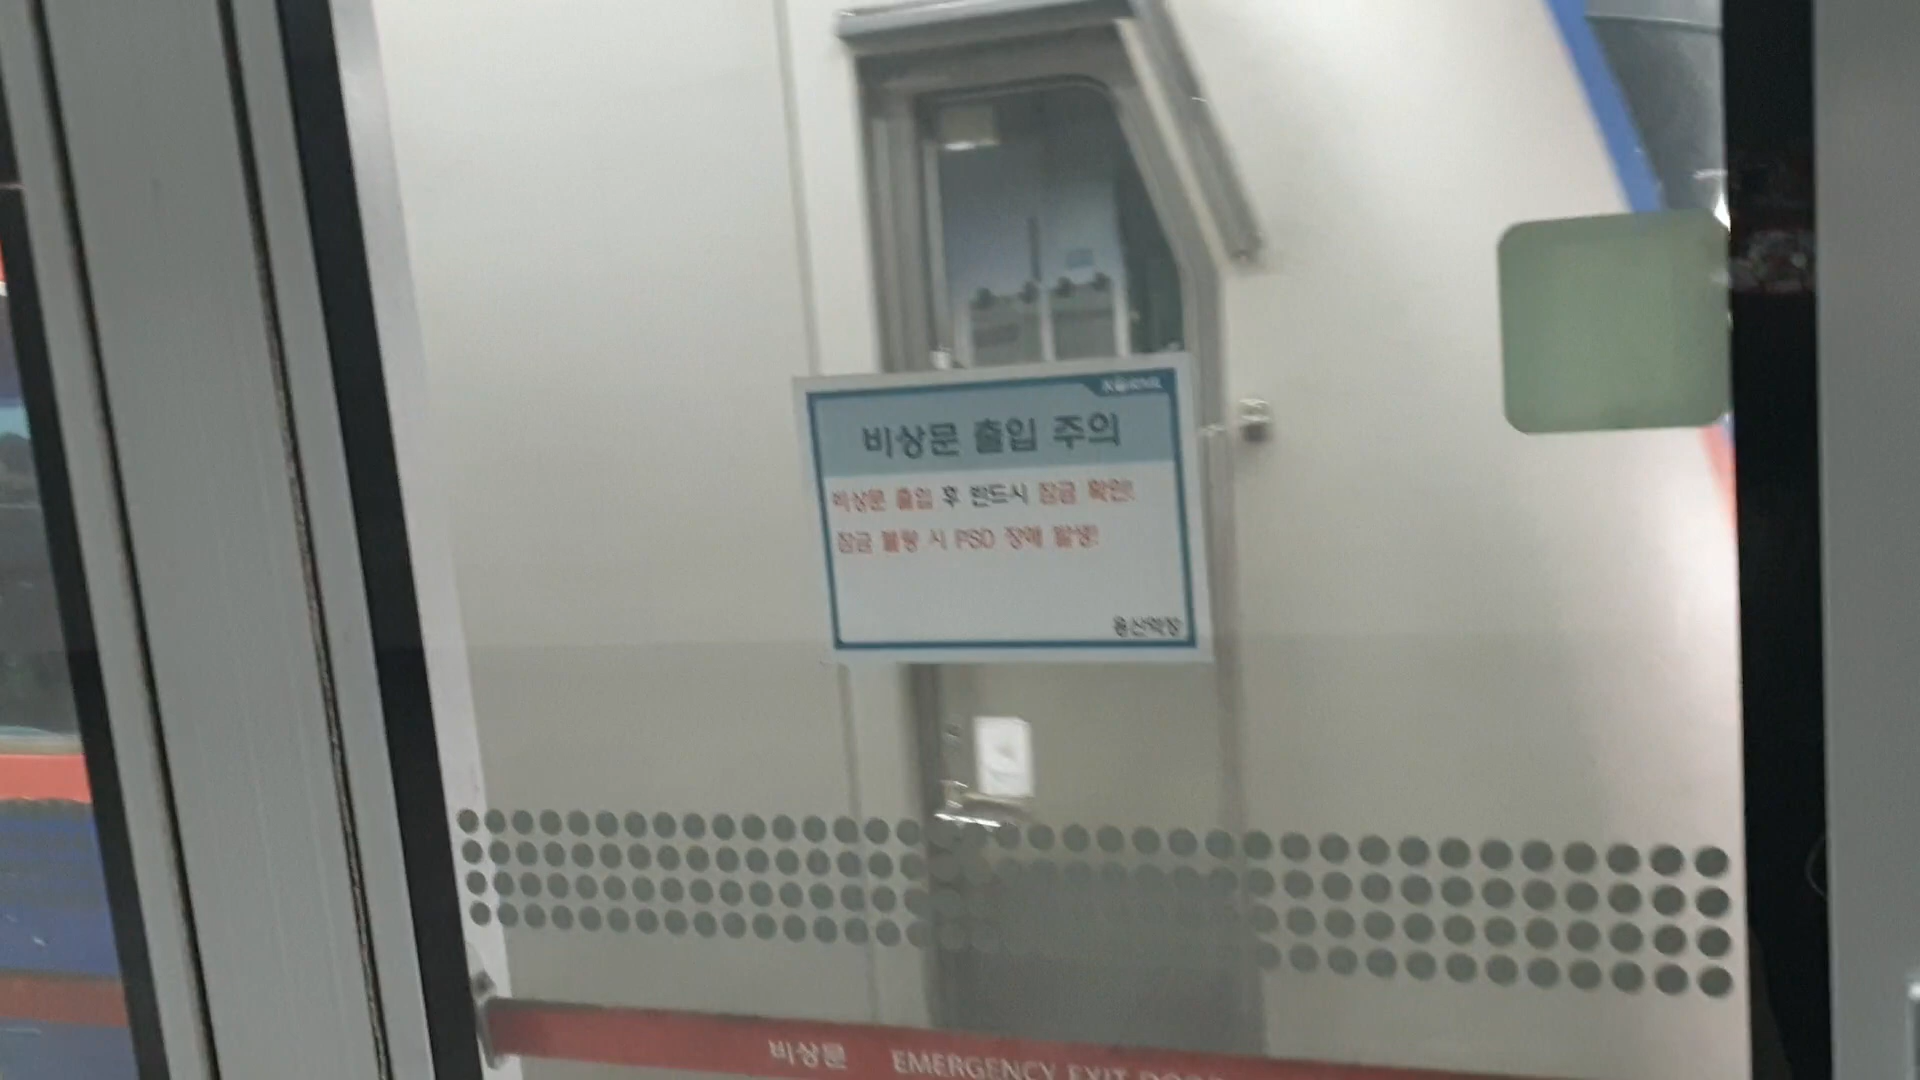 비상문 출입 주의
비상문 출입 후 반드시 잠금 확인!
잠금 불량 시 PSD 장애 발생!
용산역장
비상문 EMERGENCY EXIT DOOR